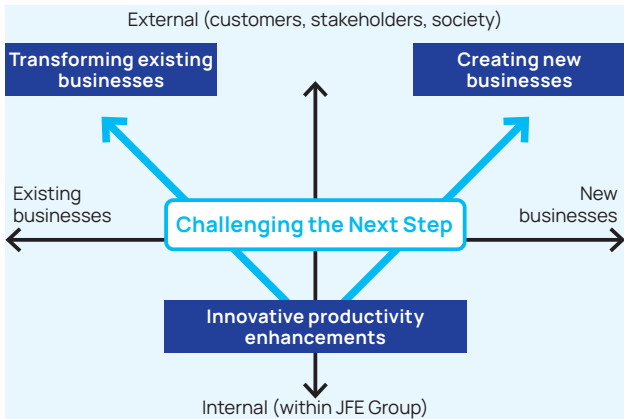 External (customers, stakeholders, society)
Transforming existing
businesses
Creating new
businesses
Existing
businesses
New
businesses
Challenging the Next Step
Innovative productivity
enhancements
Internal (within JFE Group)